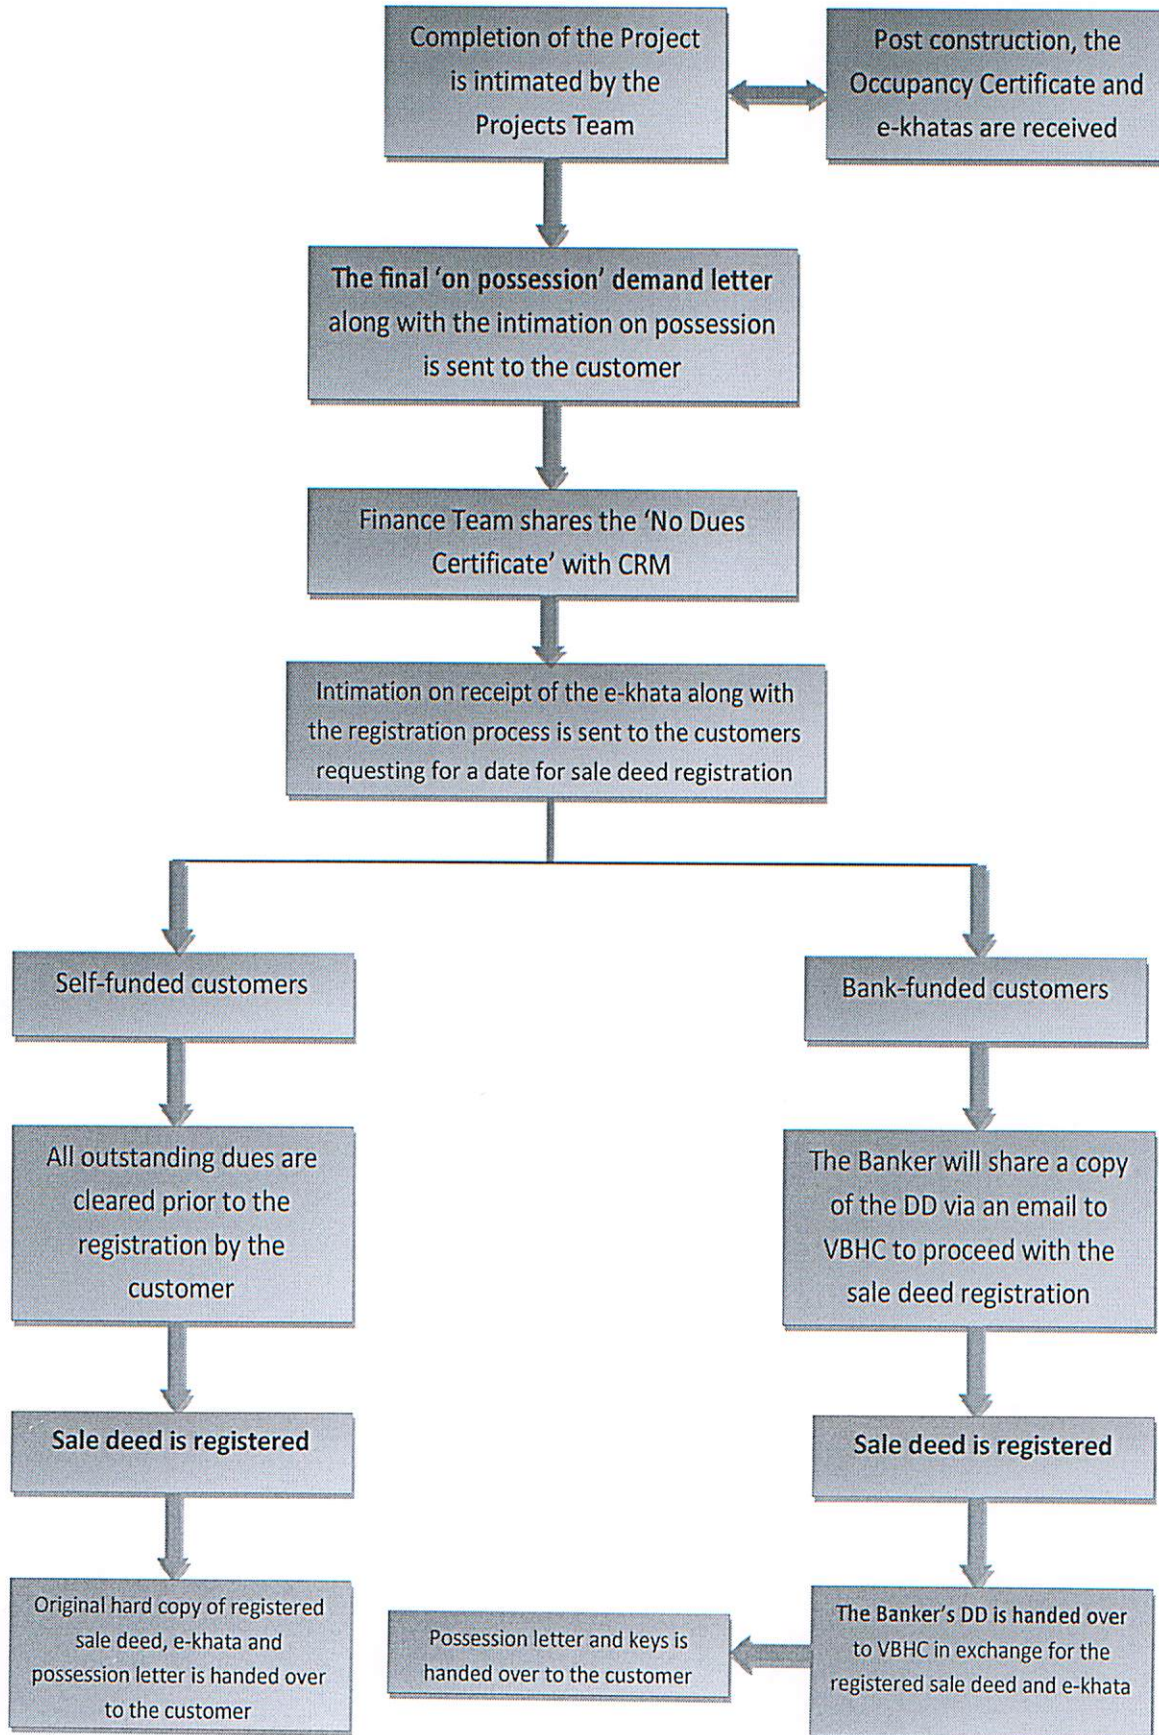 Completion of the Project
is intimated by the
Projects Team
Post construction, the
Occupancy Certificate and
e-khatas are received
The final ‘on possession’ demand letter
along with the intimation on possession
is sent to the customer
Finance Team shares the ‘No Dues
Certificate’ with CRM
Intimation on receipt of the e-khata along with
the registration process is sent to the customers
requesting for a date for sale deed registration
Self-funded customers
Bank-funded customers
All outstanding dues are
cleared prior to the
registration by the
customer
The Banker will share a copy
of the DD via an email to
VBHC to proceed with the
sale deed registration
Sale deed is registered
Sale deed is registered
Original hard copy of registered
sale deed, e-khata and
possession letter is handed over
to the customer
Possession letter and keys is
handed over to the customer
The Banker’s DD is handed over
to VBHC in exchange for the
registered sale deed and e-khata